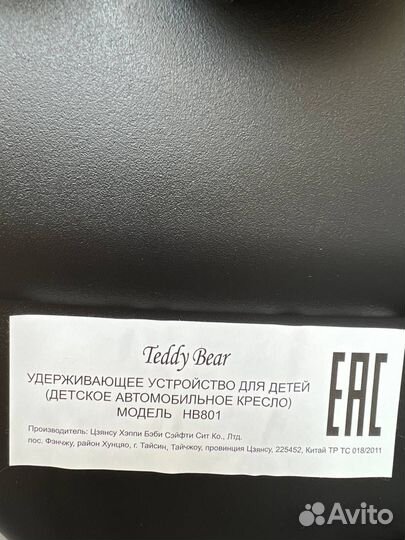 Teddy Bear
УДЕРЖИВАЮЩЕЕ УСТРОЙСТВО ДЛЯ ДЕТЕЙ
(ДЕТСКОЕ АВТОМОБИЛЬНОЕ КРЕСЛО)
МОДЕЛЬ HB801
EAC
Производитель: Цзянсу Хэппи Бэби Сэйфти Сит Ко., Лтд.
пос. Фэнчжу, район Хунцяо, г. Тайсин, Тайчжоу, провинция Цзянсу, 225452, Китай ТР ТС 018/2011
Avito